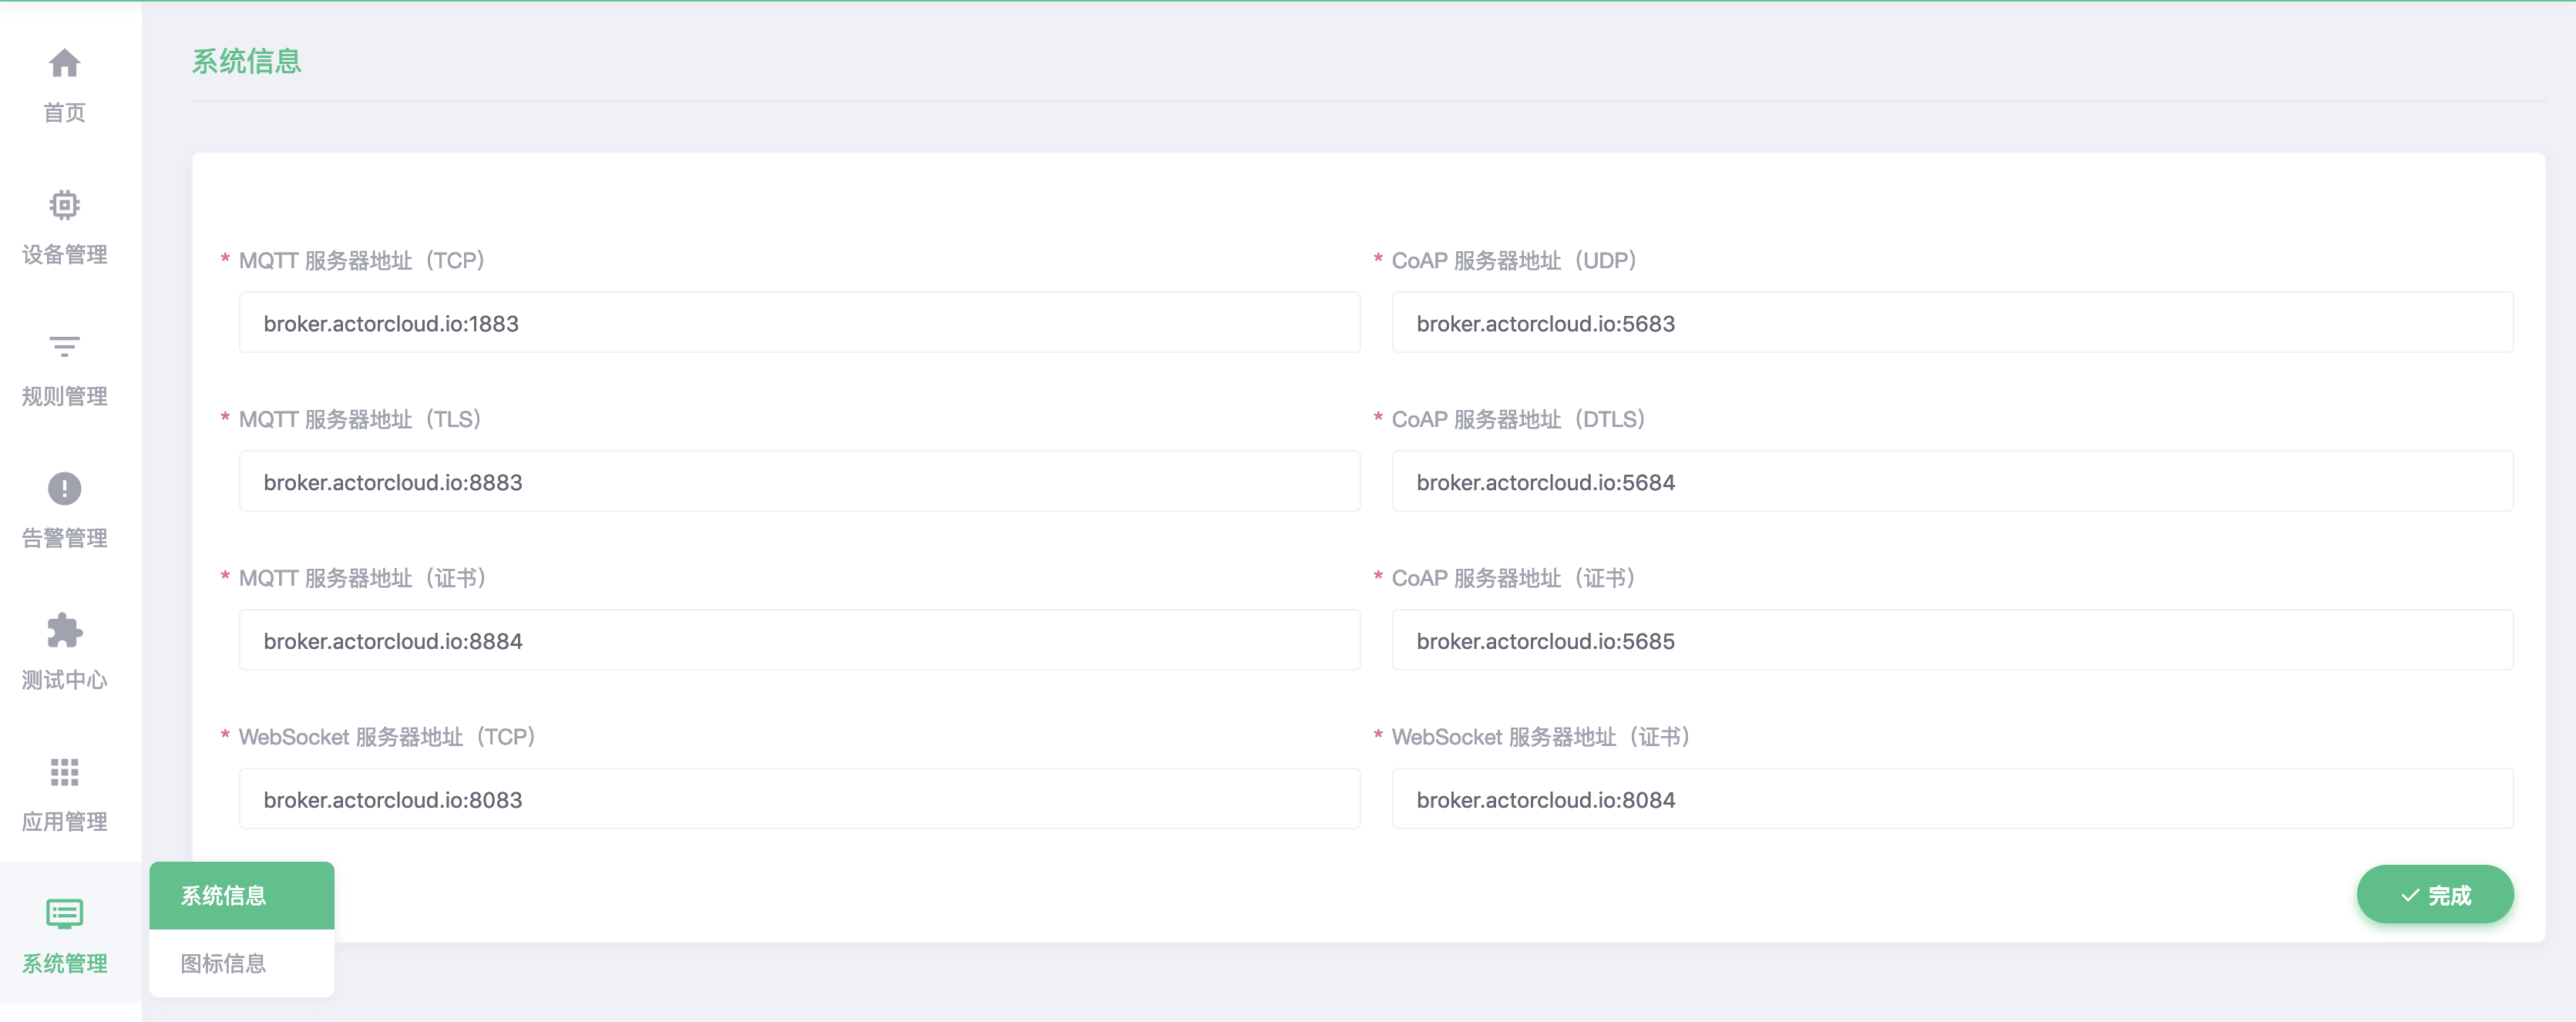 系统信息
首页
设备管理
规则管理
告警管理
测试中心
应用管理
系统管理
系统信息
图标信息
* MQTT 服务器地址（TCP）
broker.actorcloud.io:1883
* CoAP 服务器地址（UDP）
broker.actorcloud.io:5683
* MQTT 服务器地址（TLS）
broker.actorcloud.io:8883
* CoAP 服务器地址（DTLS）
broker.actorcloud.io:5684
* MQTT 服务器地址（证书）
broker.actorcloud.io:8884
* CoAP 服务器地址（证书）
broker.actorcloud.io:5685
* WebSocket 服务器地址（TCP）
broker.actorcloud.io:8083
* WebSocket 服务器地址（证书）
broker.actorcloud.io:8084
完成